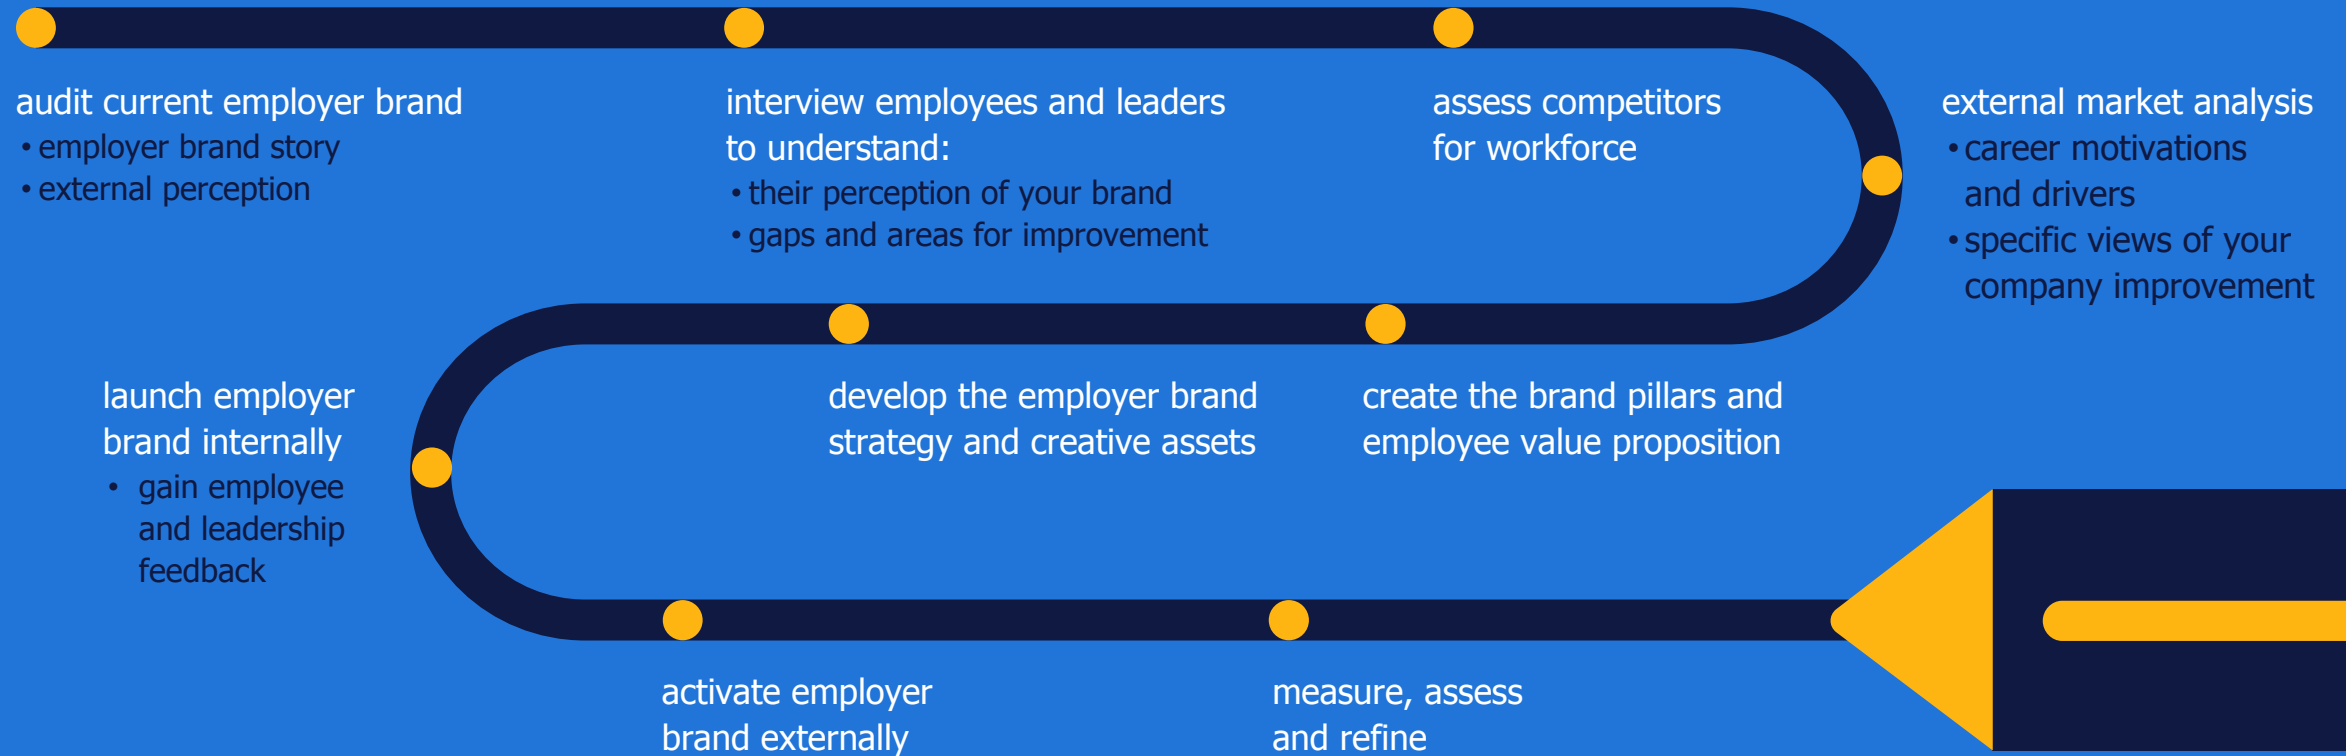 audit current employer brand
• employer brand story
• external perception
interview employees and leaders
to understand:
• their perception of your brand
• gaps and areas for improvement
assess competitors
for workforce
external market analysis
• career motivations
and drivers
• specific views of your
company improvement
create the brand pillars and
employee value proposition
develop the employer brand
strategy and creative assets
launch employer
brand internally
• gain employee
and leadership
feedback
activate employer
brand externally
measure, assess
and refine